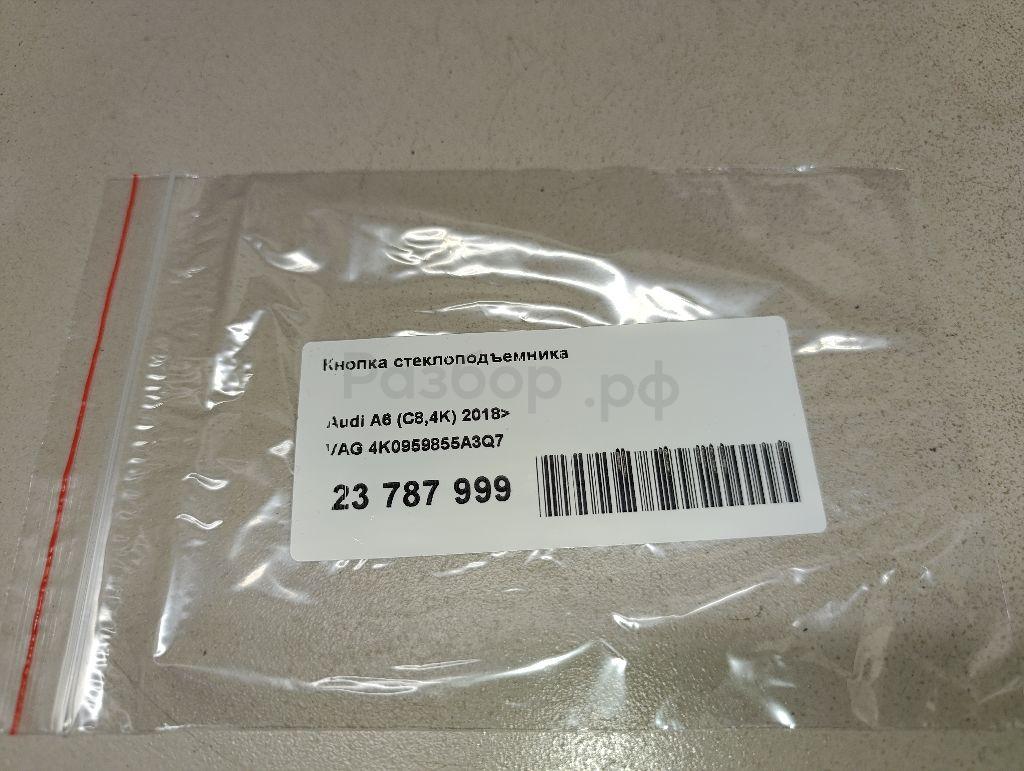 Кнопка стеклоподъемника
Разбор.рф
Audi A6 (C8,4K) 2018>
VAG 4K0959855A3Q7
23 787 999